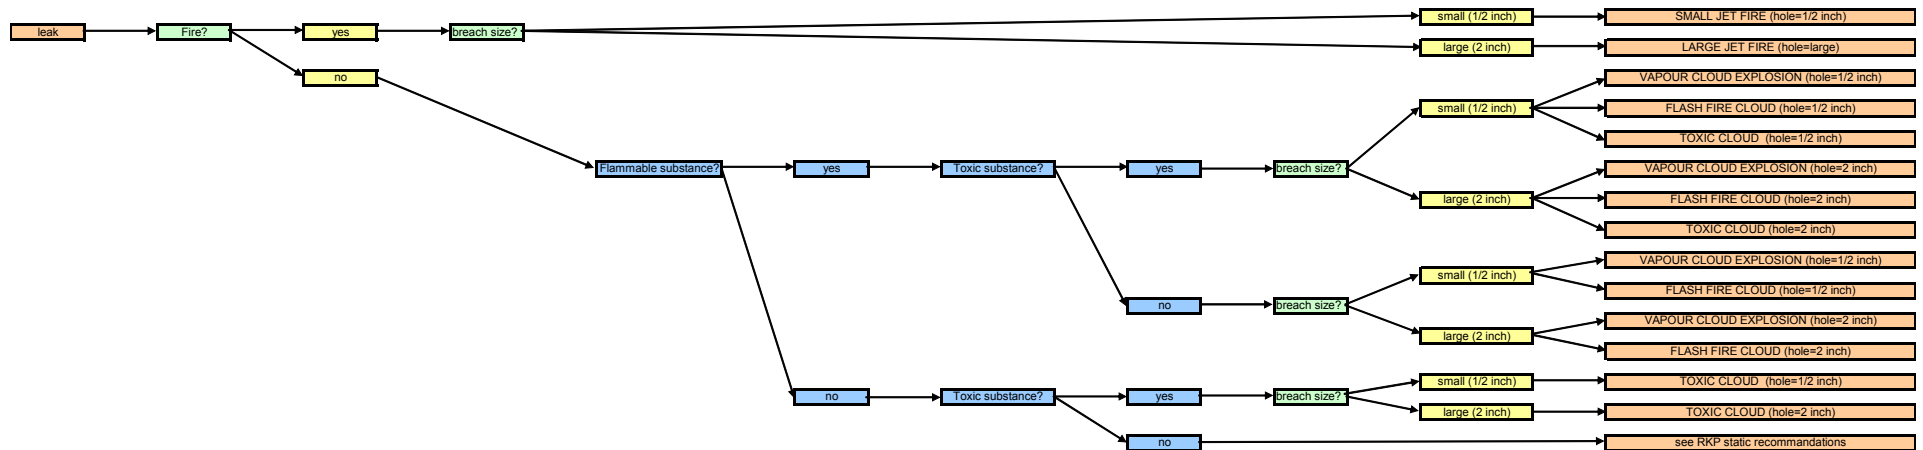 small (1/2 inch) SMALL JET FIRE (hole=1/2 inch)
leak Fire? yes breach size?
large (2 inch) LARGE JET FIRE (hole=large)
no VAPOUR CLOUD EXPLOSION (hole=1/2 inch)
small (1/2 inch) FLASH FIRE CLOUD (hole=1/2 inch)
TOXIC CLOUD (hole=1/2 inch)
Flammable substance? yes Toxic substance? yes breach size? VAPOUR CLOUD EXPLOSION (hole=2 inch)
large (2 inch) FLASH FIRE CLOUD (hole=2 inch)
TOXIC CLOUD (hole=2 inch)
VAPOUR CLOUD EXPLOSION (hole=1/2 inch)
small (1/2 inch)
FLASH FIRE CLOUD (hole=1/2 inch)
no breach size?
VAPOUR CLOUD EXPLOSION (hole=2 inch)
large (2 inch)
FLASH FIRE CLOUD (hole=2 inch)
small (1/2 inch) TOXIC CLOUD (hole=1/2 inch)
no Toxic substance? yes breach size?
large (2 inch) TOXIC CLOUD (hole=2 inch)
no see RKP static recommandations